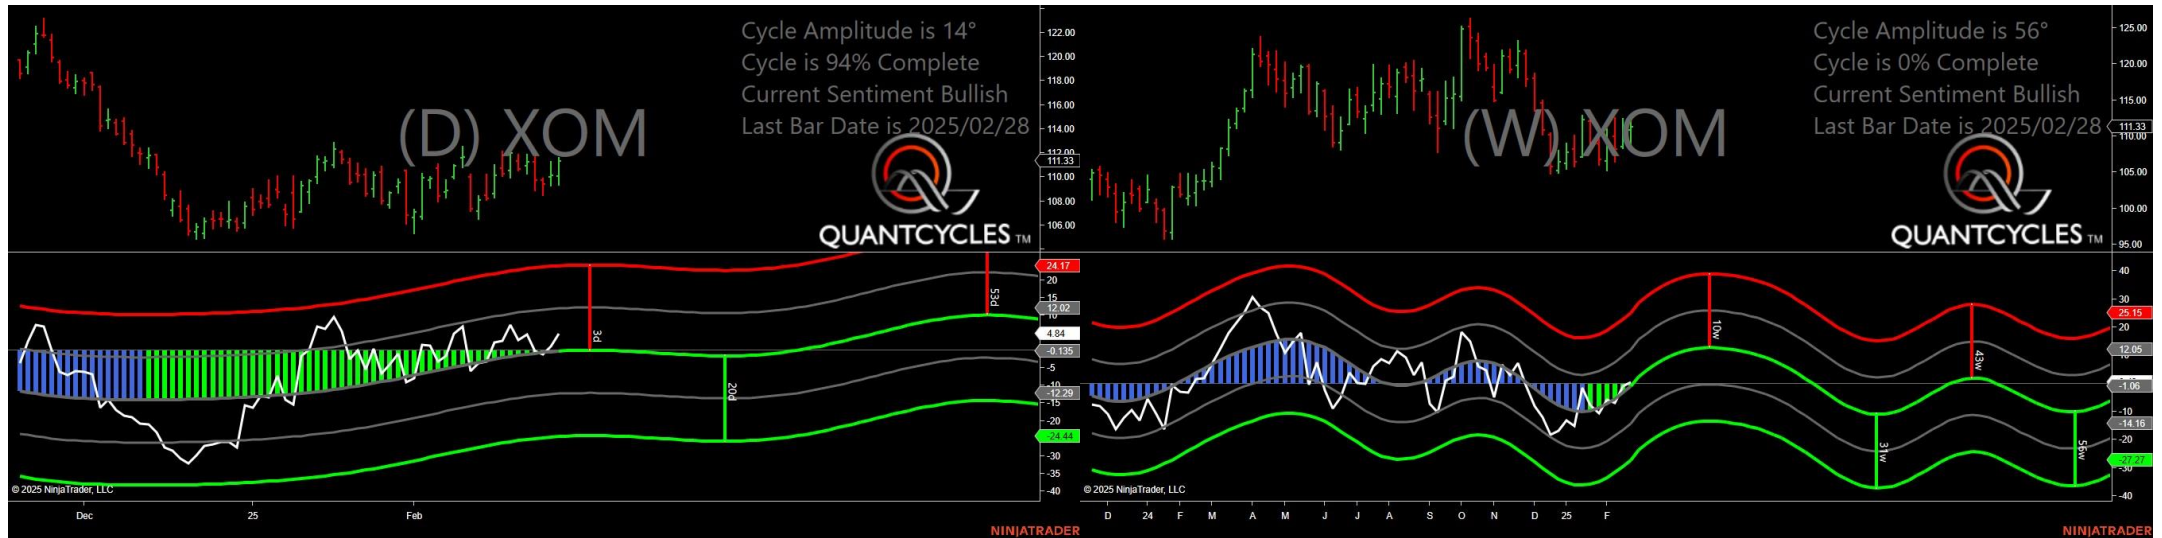 Cycle Amplitude is 14°
Cycle is 94% Complete
Current Sentiment Bullish
Last Bar Date is 2025/02/28
(D) XOM
QUANTCYCLES TM
122.00
120.00
118.00
116.00
114.00
112.00
111.33
110.00
108.00
106.00
24.17
20
15
12.02
10
4.84
-0.135
-5
-10
-12.29
-15
-20
-24.44
-30
-35
-40
3d
20d
53d
© 2025 NinjaTrader, LLC
Dec
25
Feb
NINJATRADER
Cycle Amplitude is 56°
Cycle is 0% Complete
Current Sentiment Bullish
Last Bar Date is 2025/02/28
(W) XOM
QUANTCYCLES TM
125.00
120.00
115.00
111.33
110.00
105.00
100.00
95.00
40
30
25.15
20
12.05
-1.06
-10
-14.16
-20
-27.27
-30
-40
10w
31w
43w
56w
© 2025 NinjaTrader, LLC
D 24 F M A M J J A S O N D 25 F
NINJATRADER